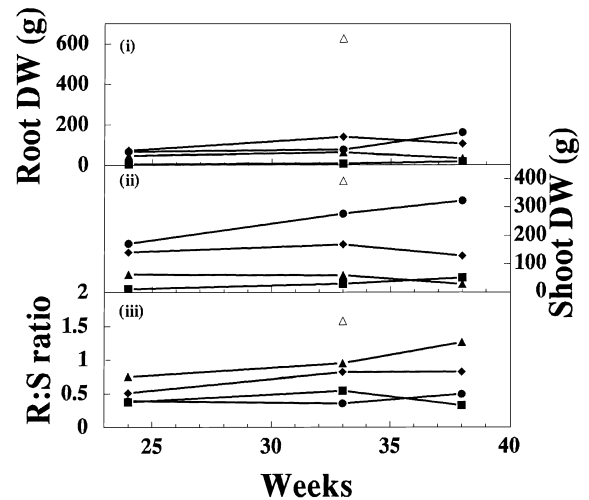 Root DW (g)
600
400
200
0
(i)
(ii)
400
300
200
100
0
Shoot DW (g)
R:S ratio
2
1.5
1
0.5
0
(iii)
25 30 35 40
Weeks